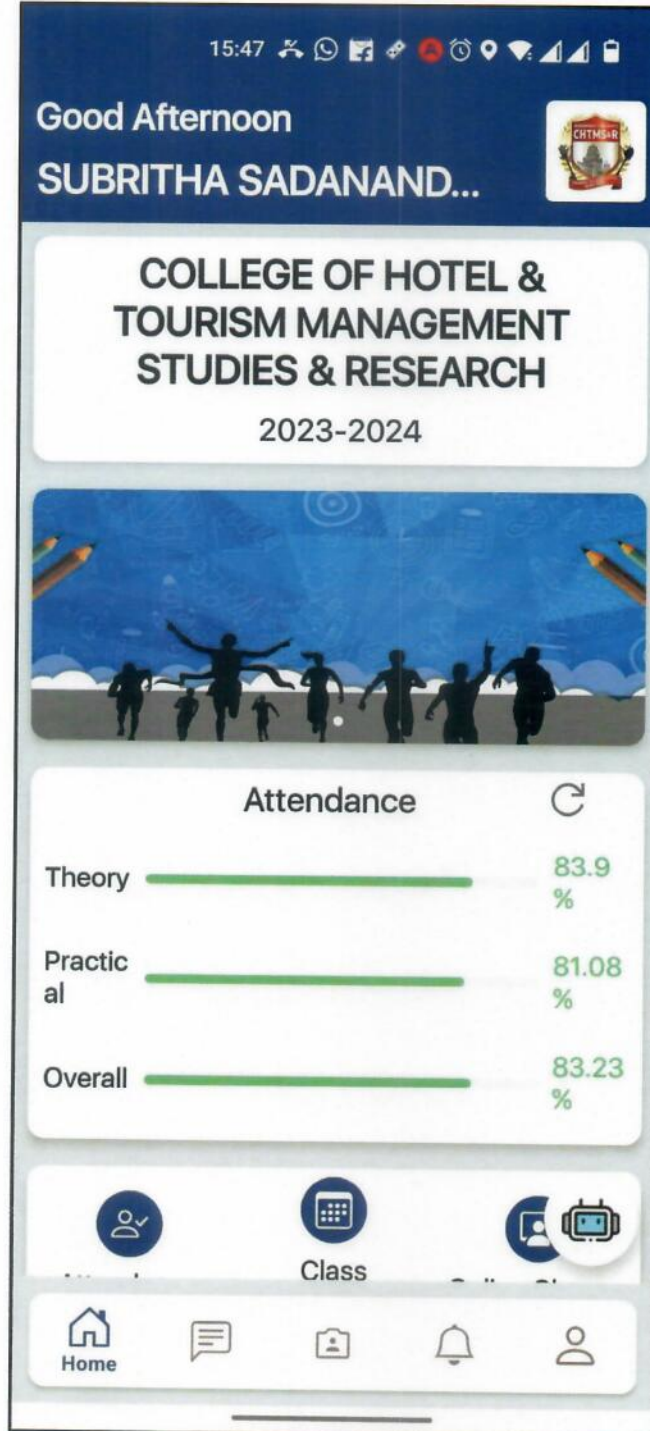 15:47
Good Afternoon
CHTMS&R
SUBRITHA SADANAND...
COLLEGE OF HOTEL &
TOURISM MANAGEMENT
STUDIES & RESEARCH
2023-2024
Attendance
Theory
83.9
%
Practic
al
81.08
%
Overall
83.23
%
Class
Home